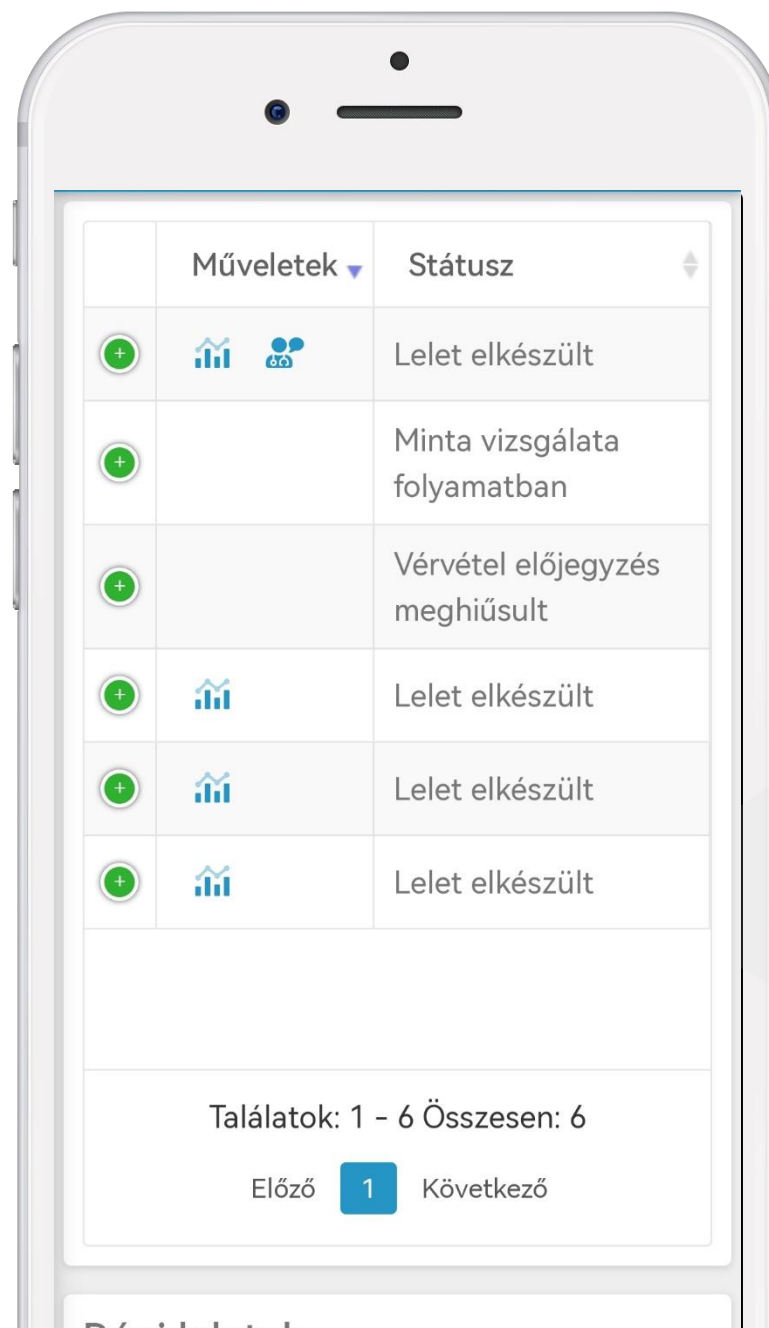 Műveletek Státusz
Lelet elkészült
Minta vizsgálata
folyamatban
Vérvétel előjegyzés
meghiűsult
Lelet elkészült
Lelet elkészült
Lelet elkészült
Találatok: 1 - 6 Összesen: 6
Előző 1 Következő